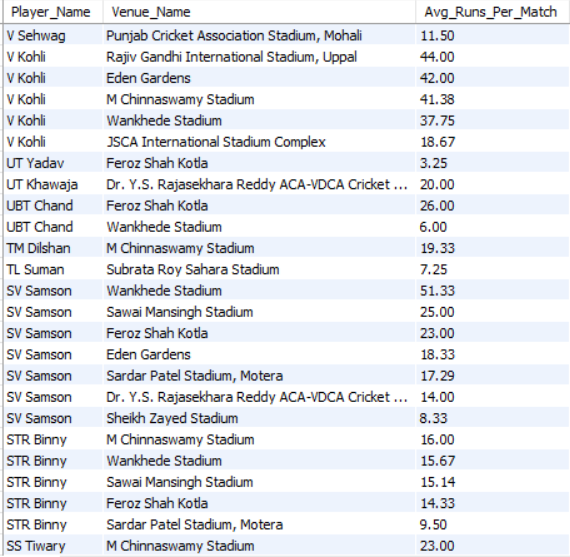 Player_Name Venue_Name Avg_Runs_Per_Match
V Sehwag Punjab Cricket Association Stadium, Mohali 11.50
V Kohli Rajiv Gandhi International Stadium, Uppal 44.00
V Kohli Eden Gardens 42.00
V Kohli M Chinnaswamy Stadium 41.38
V Kohli Wankhede Stadium 37.75
V Kohli JSCA International Stadium Complex 18.67
UT Yadav Feroz Shah Kotla 3.25
UT Khawaja Dr. Y.S. Rajasekhara Reddy ACA-VDCA Cricket ... 20.00
UBT Chand Feroz Shah Kotla 26.00
UBT Chand Wankhede Stadium 6.00
TM Dilshan M Chinnaswamy Stadium 19.33
TL Suman Subrata Roy Sahara Stadium 7.25
SV Samson Wankhede Stadium 51.33
SV Samson Sawai Mansingh Stadium 25.00
SV Samson Feroz Shah Kotla 23.00
SV Samson Eden Gardens 18.33
SV Samson Sardar Patel Stadium, Motera 17.29
SV Samson Dr. Y.S. Rajasekhara Reddy ACA-VDCA Cricket ... 14.00
SV Samson Sheikh Zayed Stadium 8.33
STR Binny M Chinnaswamy Stadium 16.00
STR Binny Wankhede Stadium 15.67
STR Binny Sawai Mansingh Stadium 15.14
STR Binny Feroz Shah Kotla 14.33
STR Binny Sardar Patel Stadium, Motera 9.50
SS Tiwary M Chinnaswamy Stadium 23.00